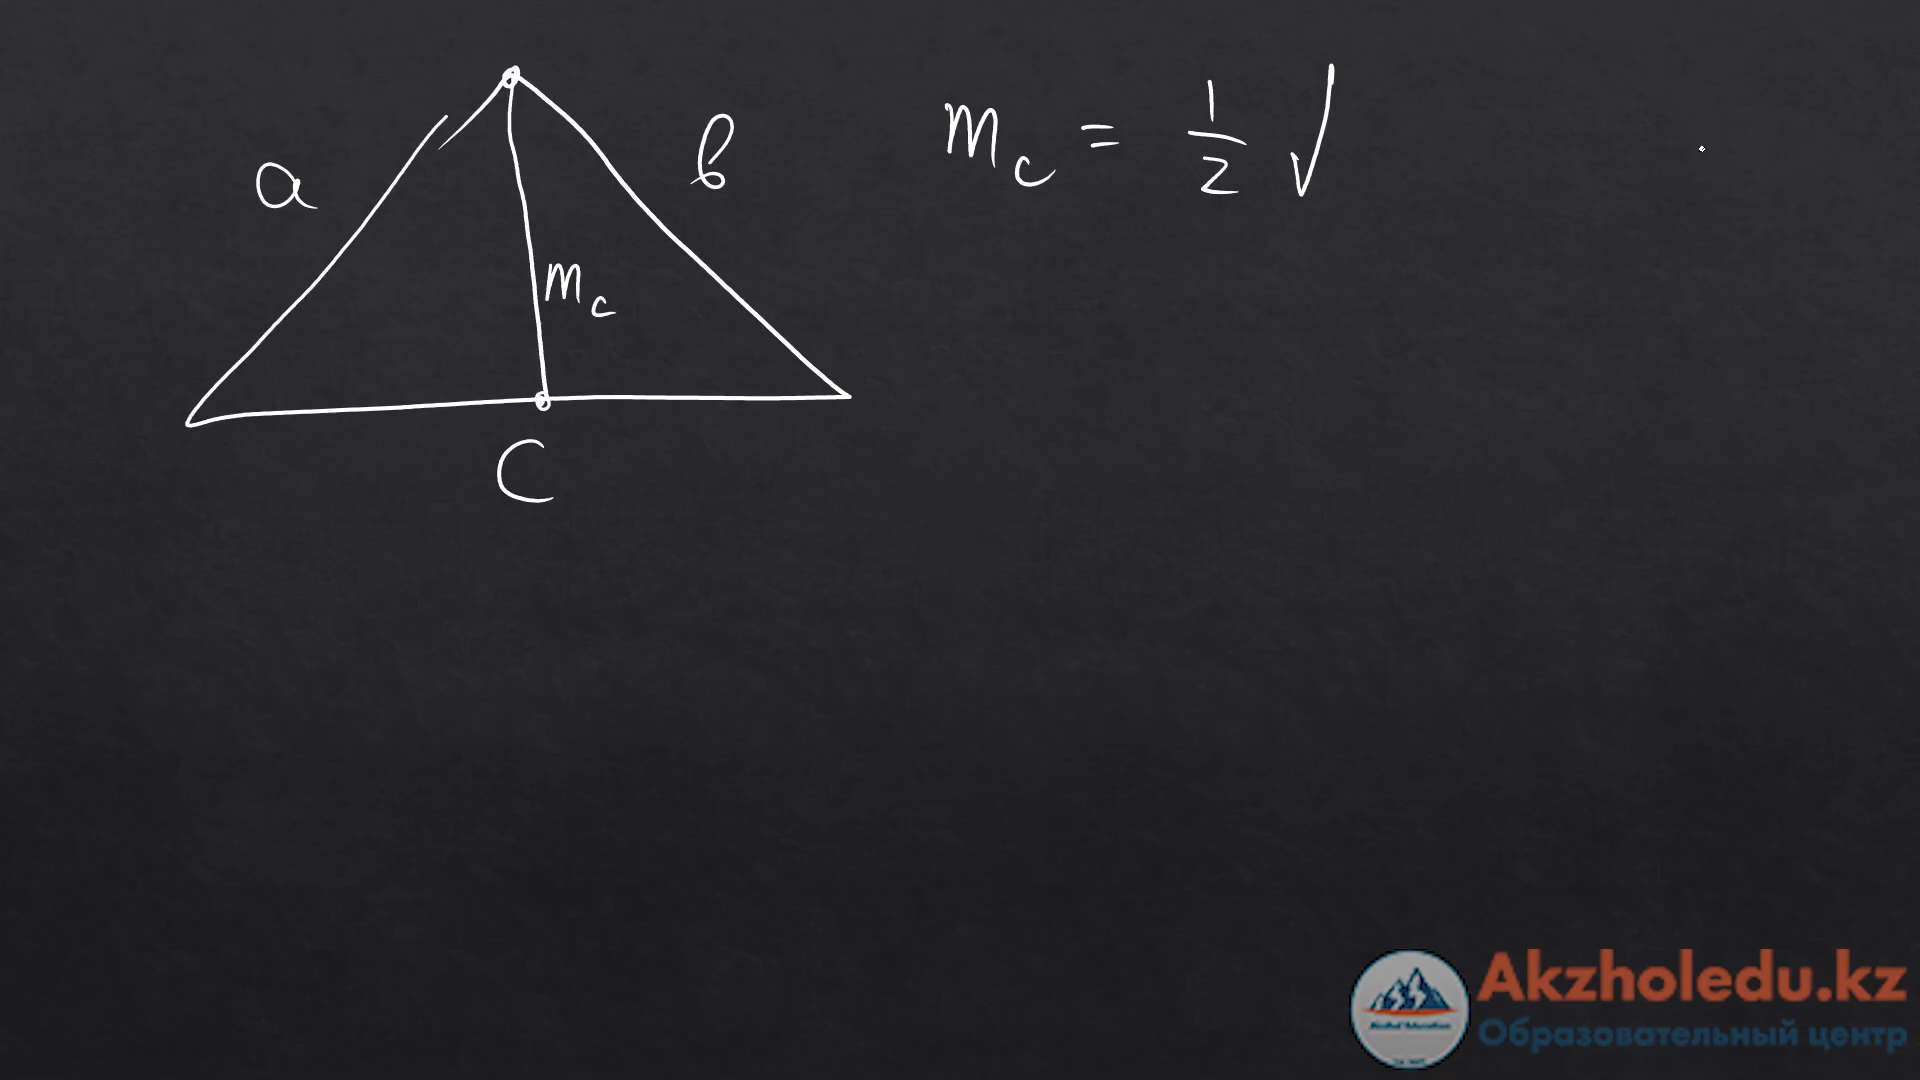 a
b
m_c
C
m_c = 1/2 √
Akzholedu.kz
Образовательный центр